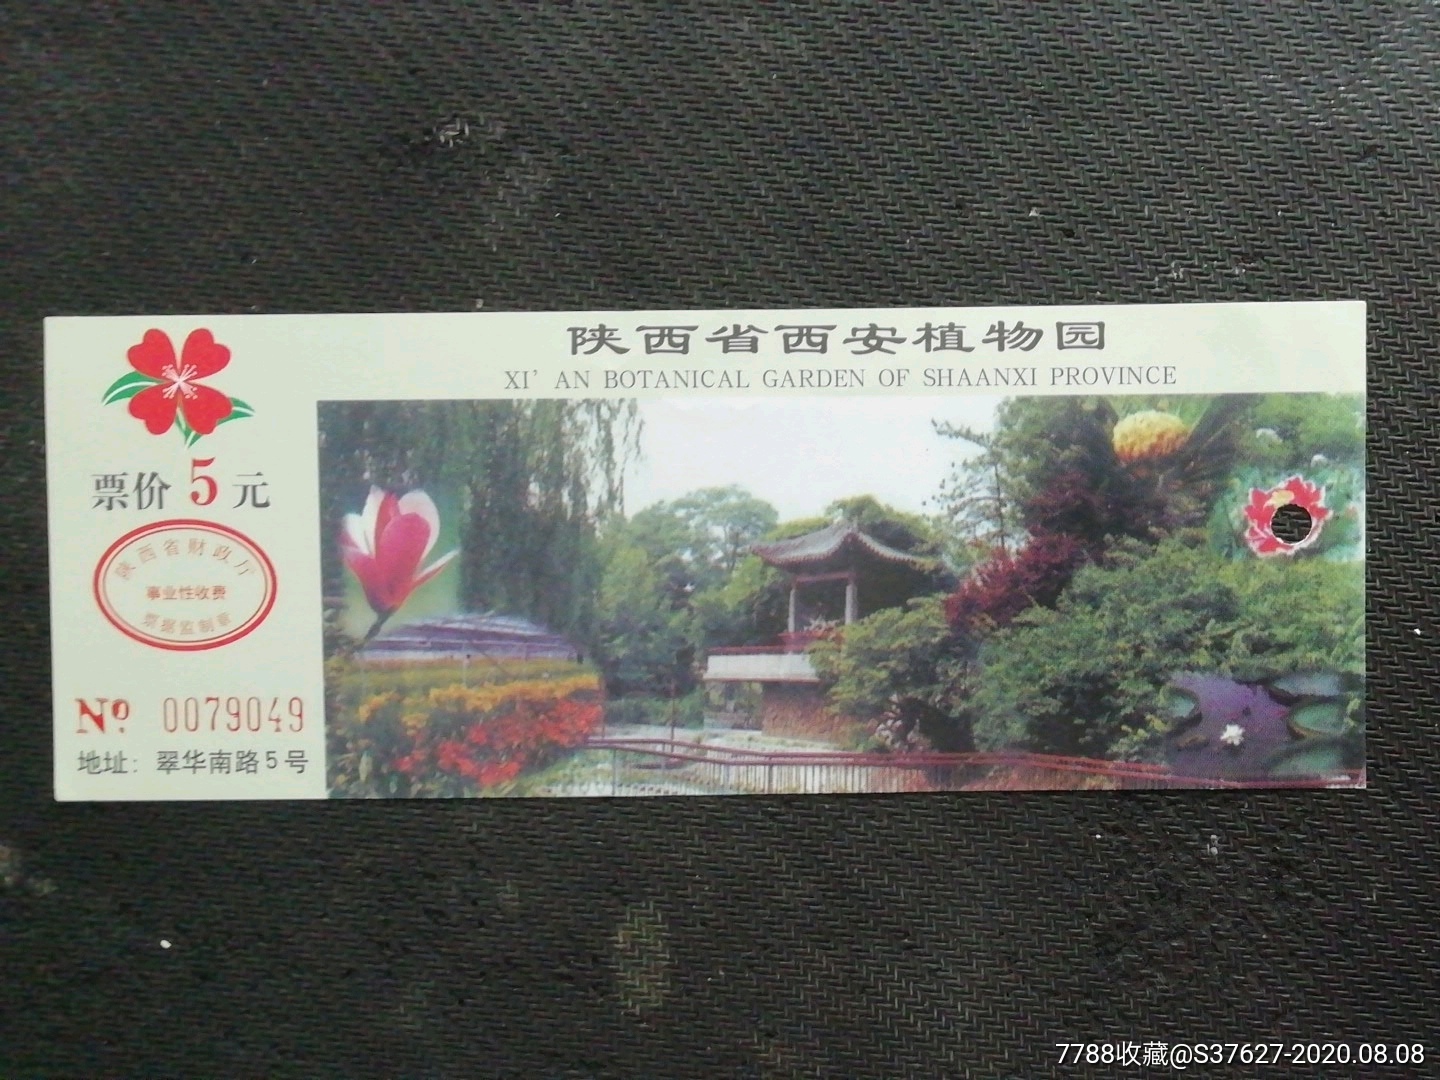 陕西省西安植物园
XI' AN BOTANICAL GARDEN OF SHAANXI PROVINCE
票价 5 元
陕西省财政厅
事业性收费
票据监制章
No 0079049
地址：翠华南路5号
7788收藏@S37627-2020.08.08